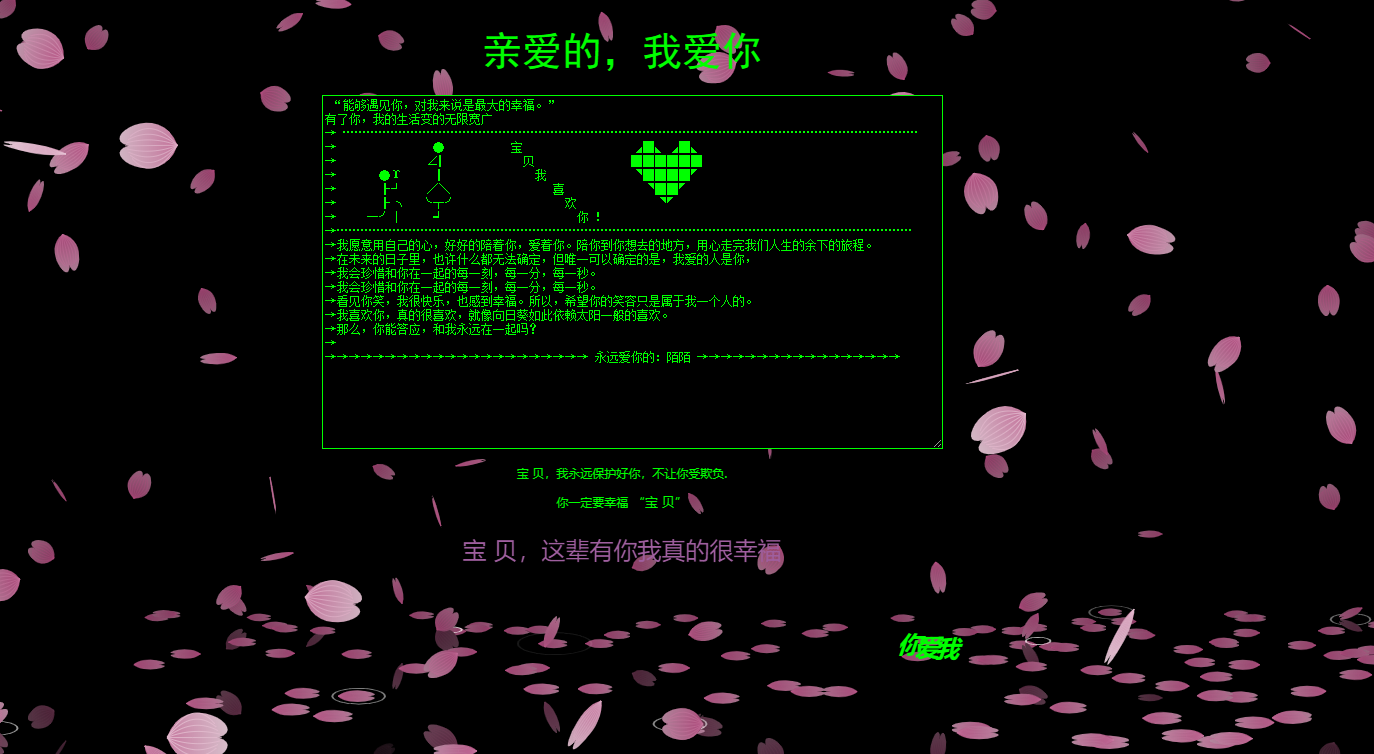 亲爱的，我爱你
“能够遇见你，对我来说是最大的幸福。”
有了你，我的生活变的无限宽广
宝
贝
我
喜
欢
你！
→我愿意用自己的心，好好的陪着你，爱着你。陪你到你想去的地方，用心走完我们人生的余下的旅程。
→在未来的日子里，也许什么都无法确定，但唯一可以确定的是，我爱的人是你，
→我会珍惜和你在一起的每一刻，每一分，每一秒。
→我会珍惜和你在一起的每一刻，每一分，每一秒。
→看见你笑，我很快乐，也感到幸福。所以，希望你的笑容只是属于我一个人的。
→我喜欢你，真的很喜欢，就像向日葵如此依赖太阳一般的喜欢。
→那么，你能答应，和我永远在一起吗？
→→→→→→→→→→→→→→→→→→→→→→ 永远爱你的：陌陌 →→→→→→→→→→→→→→→→→
宝 贝，我永远保护好你，不让你受欺负.
你一定要幸福 “宝 贝”
宝 贝，这辈有你我真的很幸福
你爱我